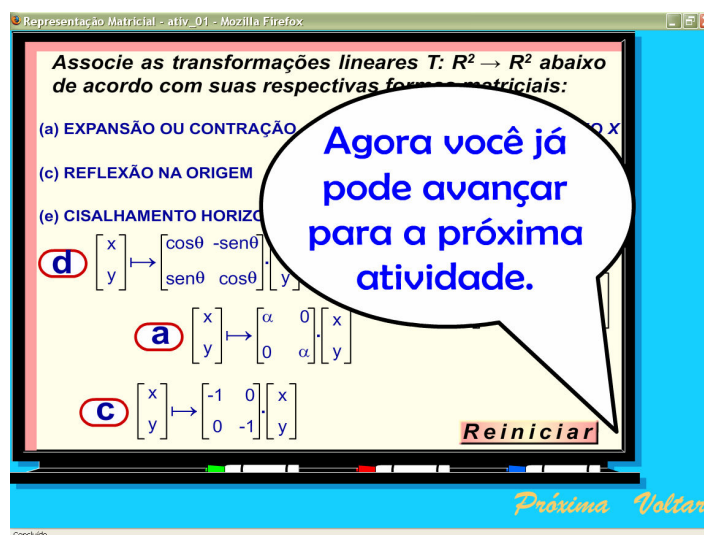 Representação Matricial - ativ_01 - Mozilla Firefox
Associe as transformações lineares T: R² → R² abaixo
de acordo com suas respectivas formas matriciais:
(a) EXPANSÃO OU CONTRAÇÃO X
(c) REFLEXÃO NA ORIGEM
(e) CISALHAMENTO
Agora você já
pode avançar
para a próxima
atividade.
d [x y] ↦ [cosθ -senθ senθ cosθ] · [y]
a [x y] ↦ [α 0 0 α] · [x y]
c [x y] ↦ [-1 0 0 -1] · [x y]
Reiniciar
Próxima Voltar
Concluído